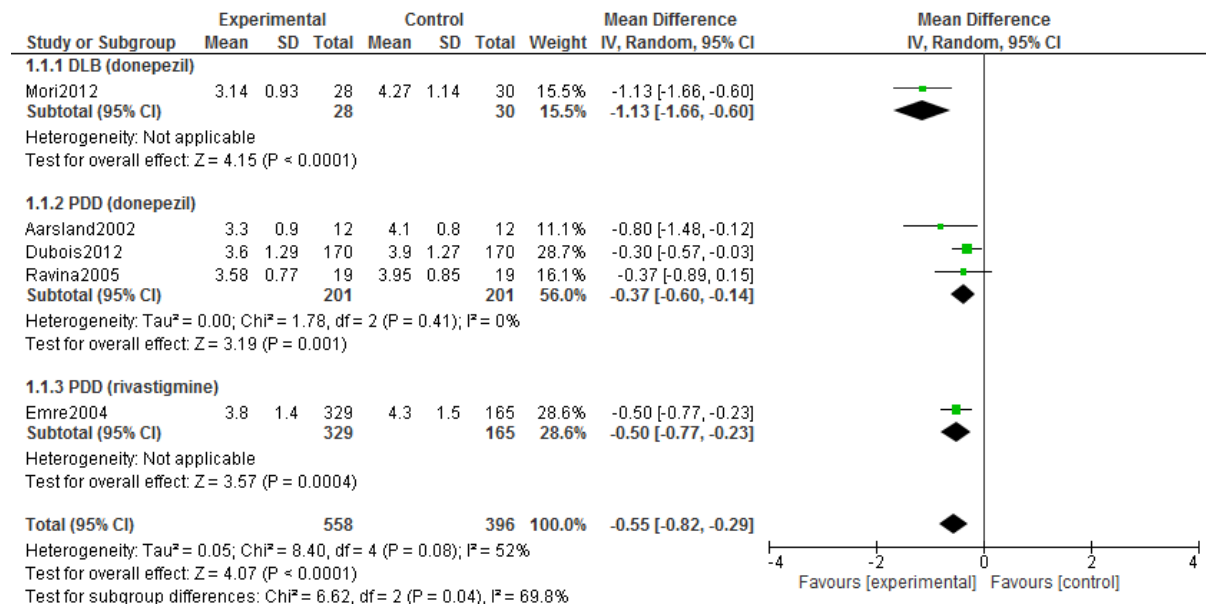 Experimental Control Mean Difference Mean Difference
Study or Subgroup Mean SD Total Mean SD Total Weight IV, Random, 95% CI IV, Random, 95% CI
1.1.1 DLB (donepezil)
Mori2012 3.14 0.93 28 4.27 1.14 30 15.5% -1.13 [-1.66, -0.60]
Subtotal (95% CI) 28 30 15.5% -1.13 [-1.66, -0.60]
Heterogeneity: Not applicable
Test for overall effect: Z = 4.15 (P < 0.0001)
1.1.2 PDD (donepezil)
Aarsland2002 3.3 0.9 12 4.1 0.8 12 11.1% -0.80 [-1.48, -0.12]
Dubois2012 3.6 1.29 170 3.9 1.27 170 28.7% -0.30 [-0.57, -0.03]
Ravina2005 3.58 0.77 19 3.95 0.85 19 16.1% -0.37 [-0.89, 0.15]
Subtotal (95% CI) 201 201 56.0% -0.37 [-0.60, -0.14]
Heterogeneity: Tau² = 0.00; Chi² = 1.78, df = 2 (P = 0.41); I² = 0%
Test for overall effect: Z = 3.19 (P = 0.001)
1.1.3 PDD (rivastigmine)
Emre2004 3.8 1.4 329 4.3 1.5 165 28.6% -0.50 [-0.77, -0.23]
Subtotal (95% CI) 329 165 28.6% -0.50 [-0.77, -0.23]
Heterogeneity: Not applicable
Test for overall effect: Z = 3.57 (P = 0.0004)
Total (95% CI) 558 396 100.0% -0.55 [-0.82, -0.29]
Heterogeneity: Tau² = 0.05; Chi² = 8.40, df = 4 (P = 0.08); I² = 52%
Test for overall effect: Z = 4.07 (P < 0.0001)
Test for subgroup differences: Chi² = 6.62, df = 2 (P = 0.04), I² = 69.8%
-4 -2 0 2 4
Favours [experimental] Favours [control]